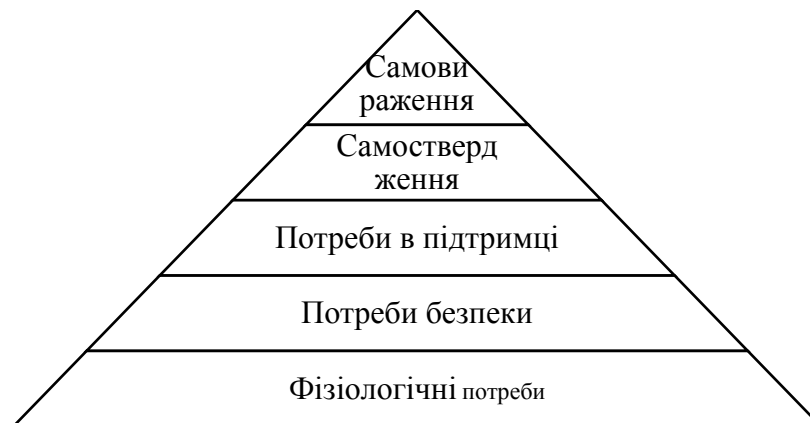 Самови
раження
Самостверд
ження
Потреби в підтримці
Потреби безпеки
Фізіологічні потреби